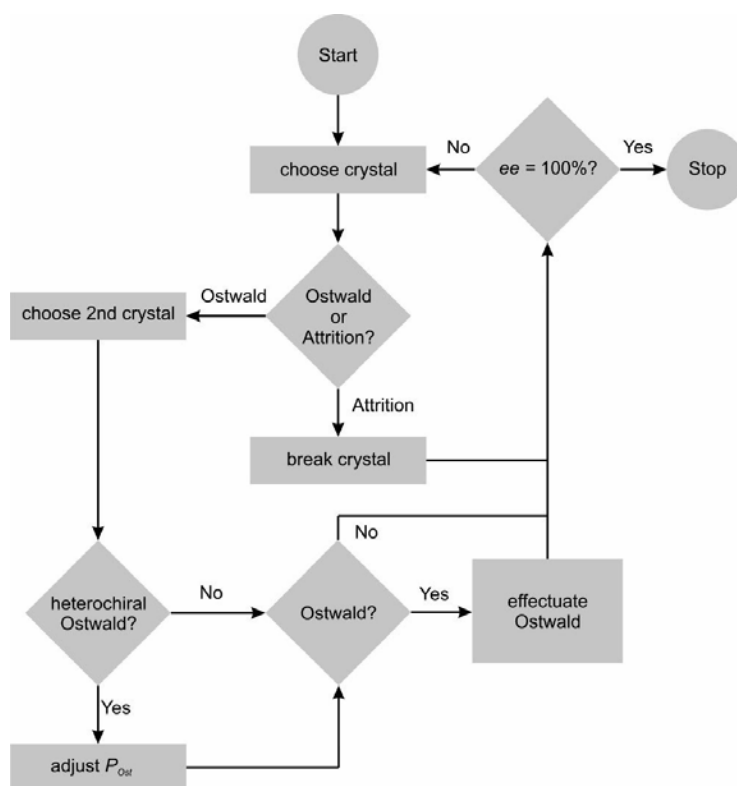 Start
choose crystal
No
ee = 100%?
Yes
Stop
Ostwald
or
Attrition?
Ostwald
choose 2nd crystal
Attrition
break crystal
heterochiral
Ostwald?
No
Yes
adjust POst
Ostwald?
No
Yes
effectuate
Ostwald